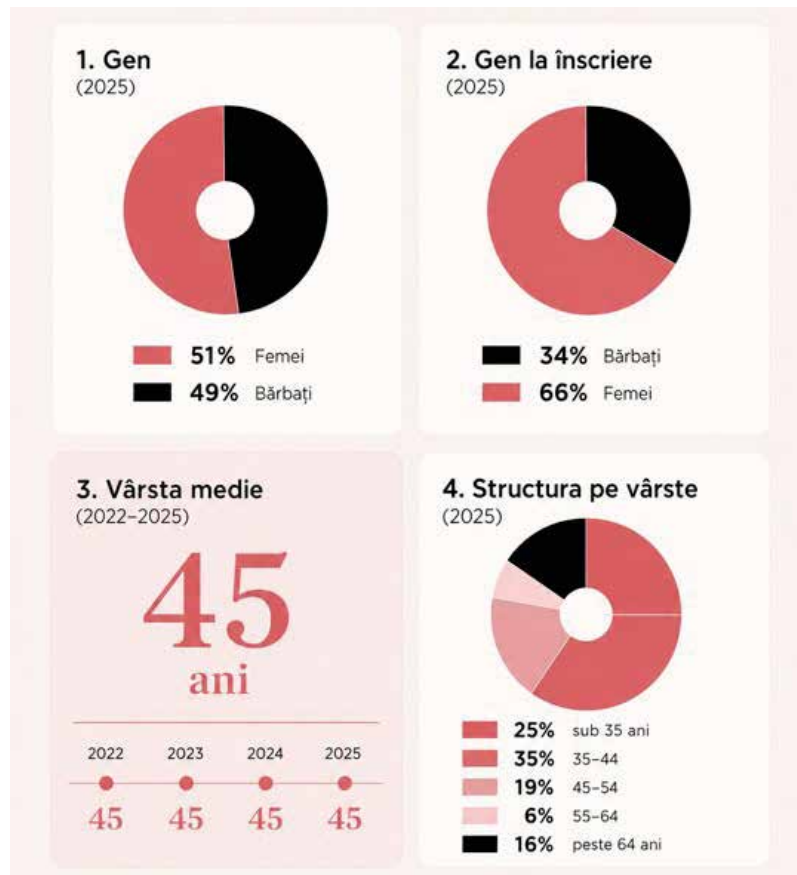 1. Gen
(2025)
51% Femei
49% Bărbați
2. Gen la înscriere
(2025)
34% Bărbați
66% Femei
3. Vârsta medie
(2022–2025)
45
ani
2022 2023 2024 2025
45 45 45 45
4. Structura pe vârste
(2025)
25% sub 35 ani
35% 35–44
19% 45–54
6% 55–64
16% peste 64 ani